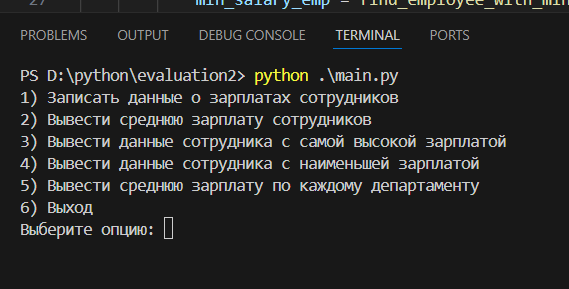 27 min_salary_emp = find_employee_with_min
PROBLEMS OUTPUT DEBUG CONSOLE TERMINAL PORTS
PS D:\python\evaluation2> python .\main.py
1) Записать данные о зарплатах сотрудников
2) Вывести среднюю зарплату сотрудников
3) Вывести данные сотрудника с самой высокой зарплатой
4) Вывести данные сотрудника с наименьшей зарплатой
5) Вывести среднюю зарплату по каждому департаменту
6) Выход
Выберите опцию: